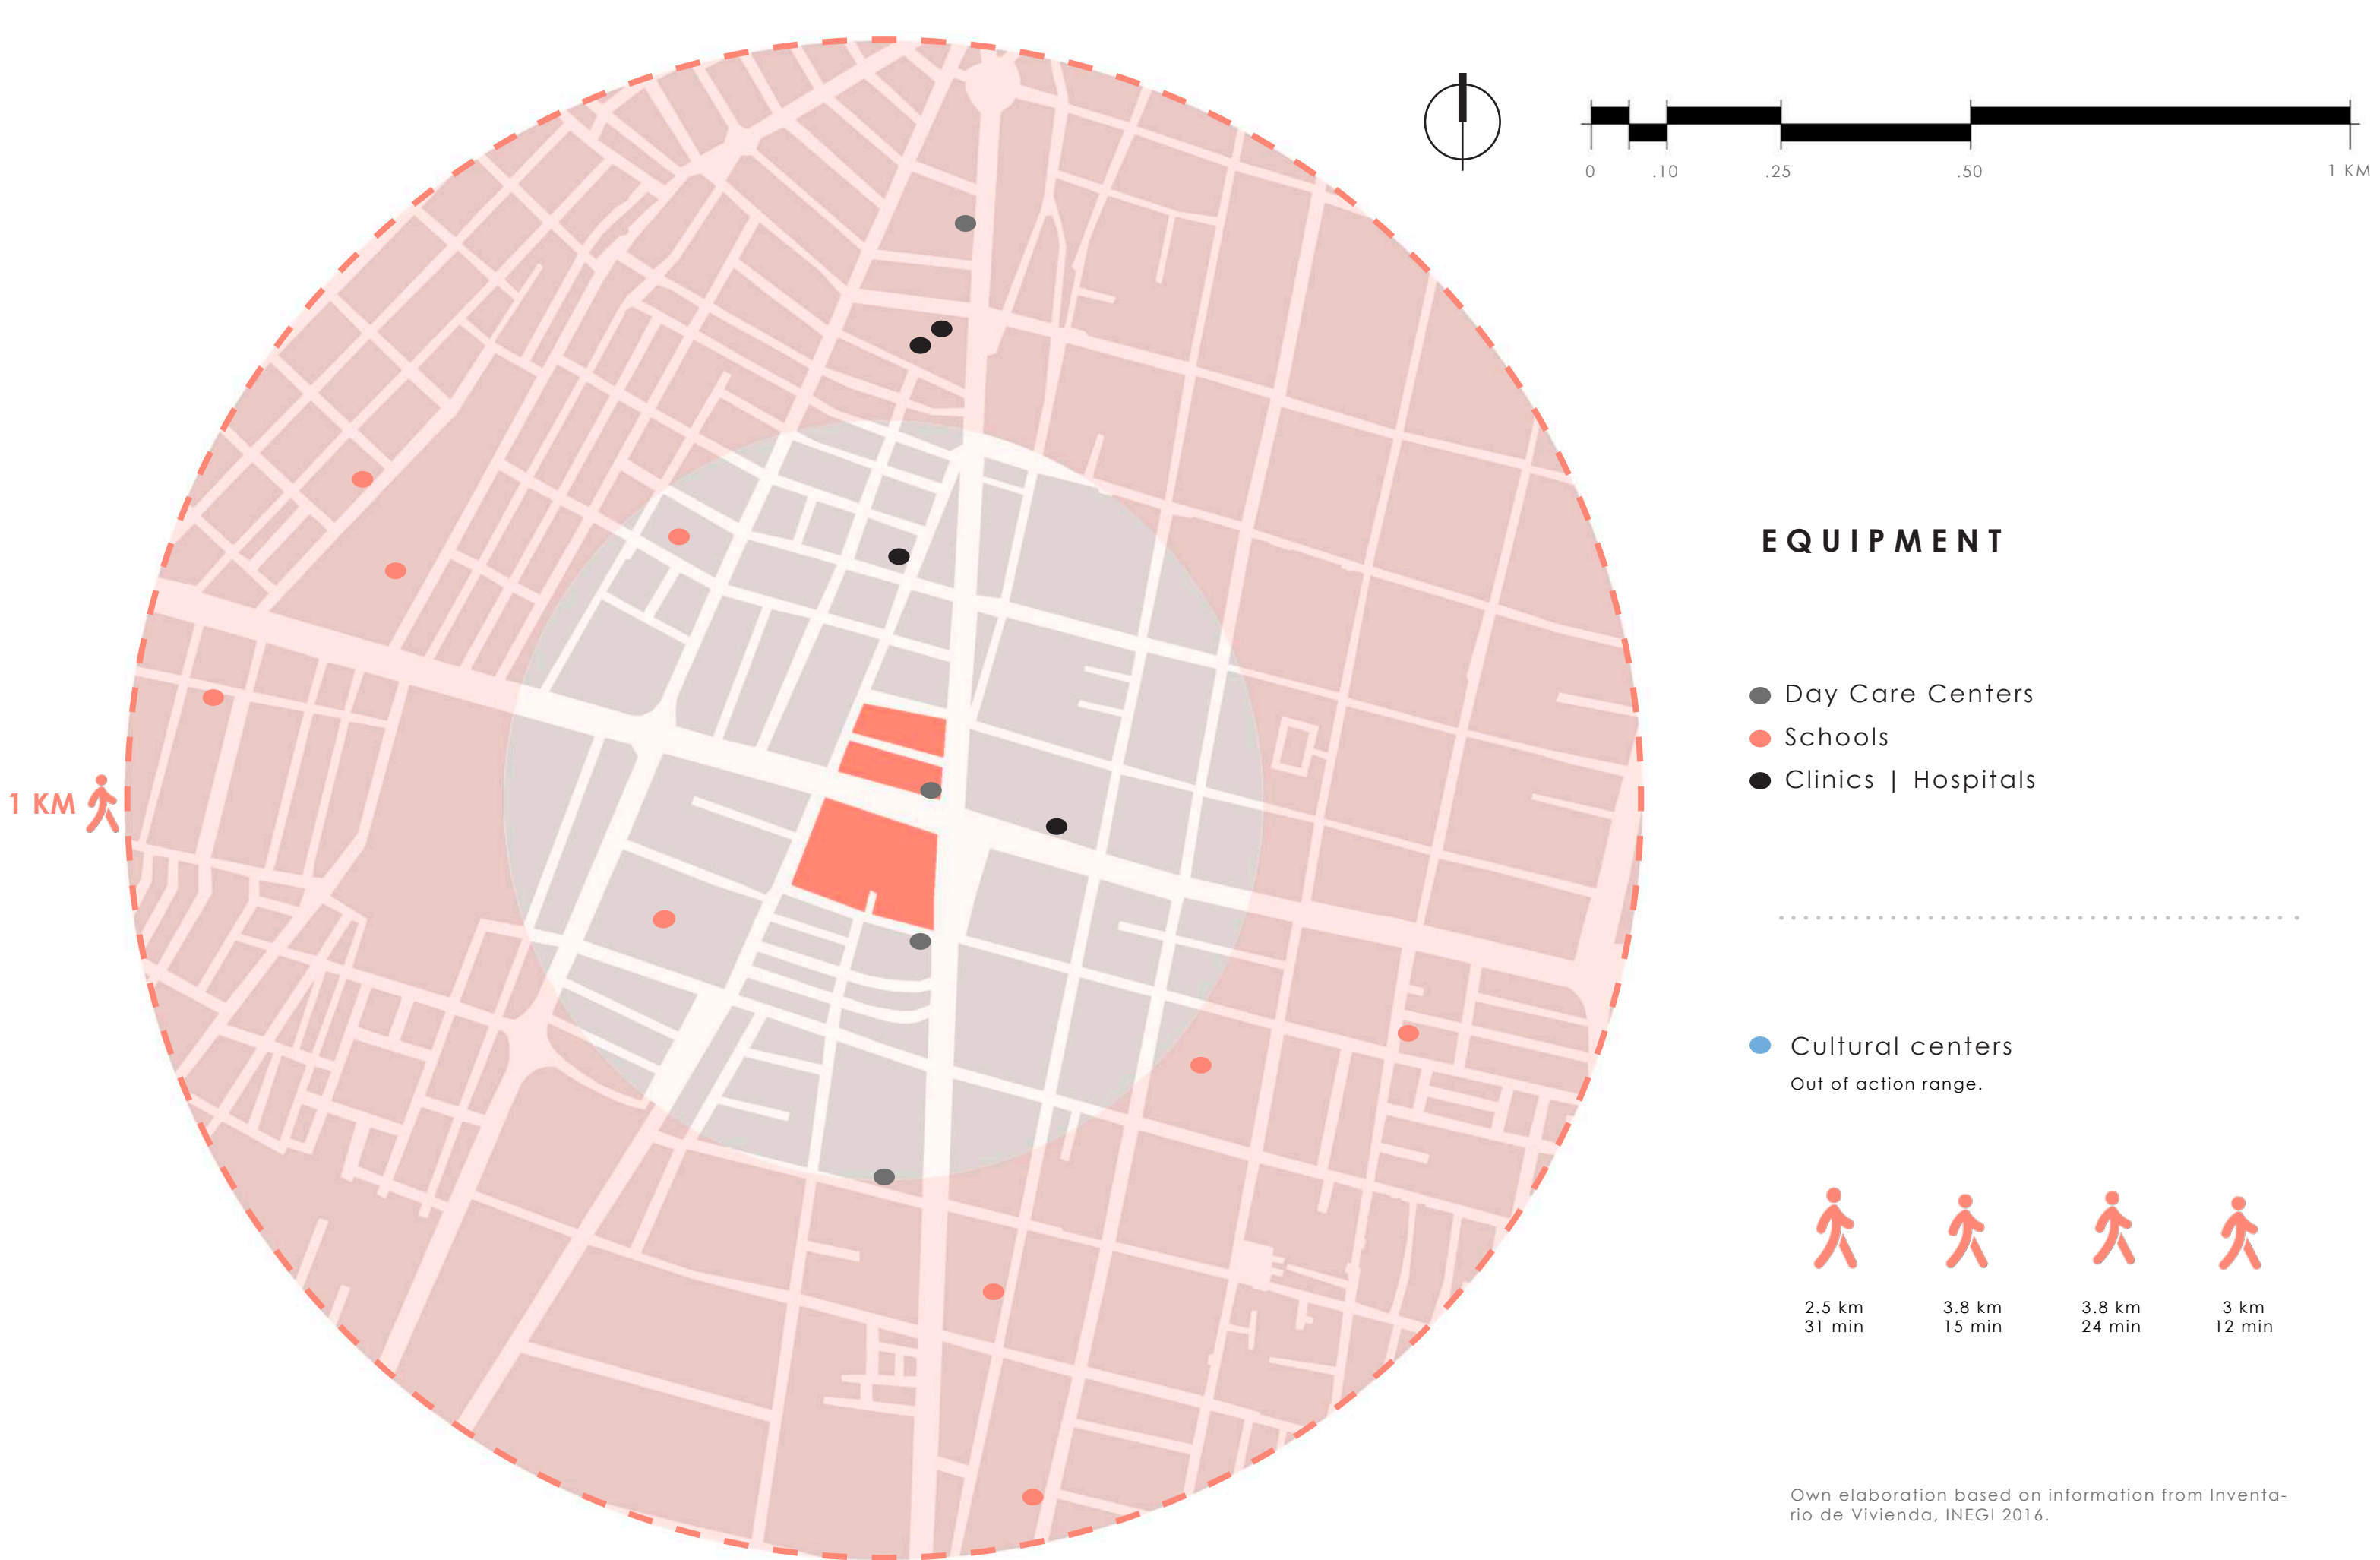 0 .10 .25 .50 1 KM
EQUIPMENT
Day Care Centers
Schools
Clinics | Hospitals
1 KM
Cultural centers
Out of action range.
2.5 km 3.8 km 3.8 km 3 km
31 min 15 min 24 min 12 min
Own elaboration based on information from Inventa-
rio de Vivienda, INEGI 2016.